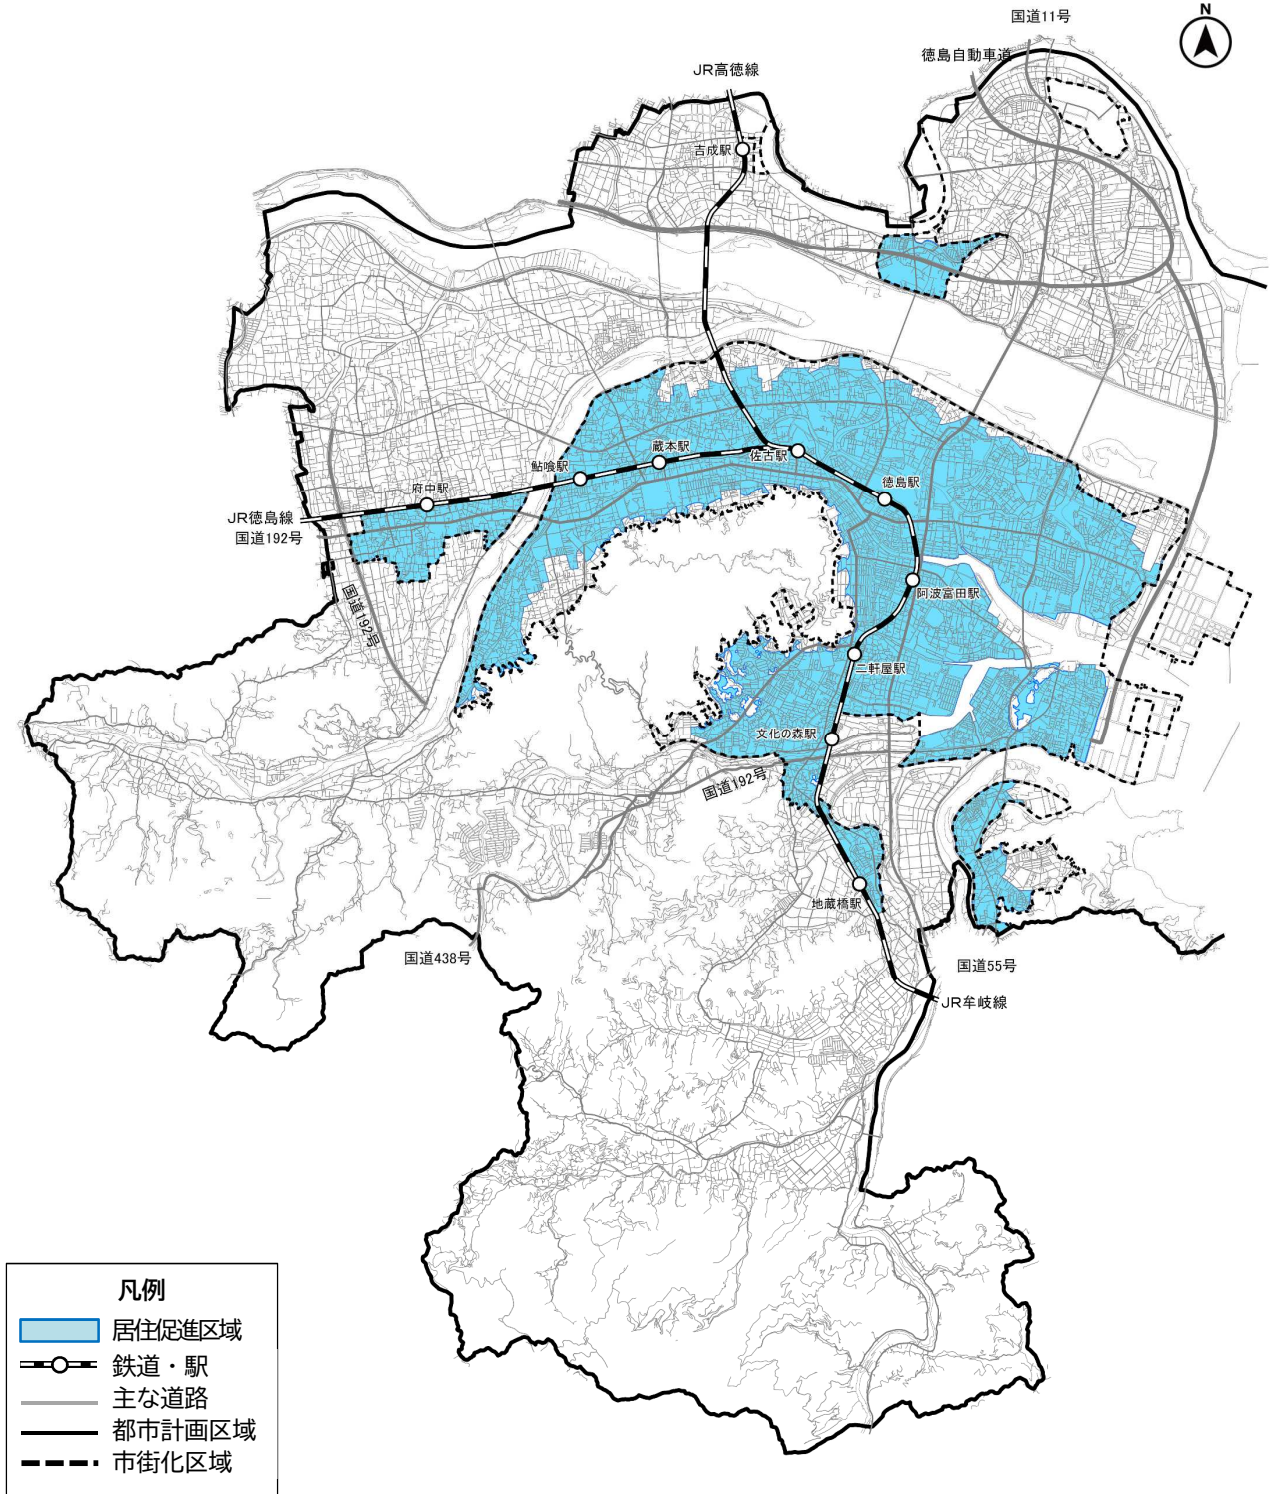 N
国道11号
徳島自動車道
JR高徳線
吉成駅
蔵本駅
佐古駅
鮎喰駅
徳島駅
府中駅
JR徳島線
国道192号
阿波富田駅
国道192号
二軒屋駅
文化の森駅
国道192号
地蔵橋駅
国道438号
国道55号
JR牟岐線
凡例
居住促進区域
鉄道・駅
主な道路
都市計画区域
市街化区域